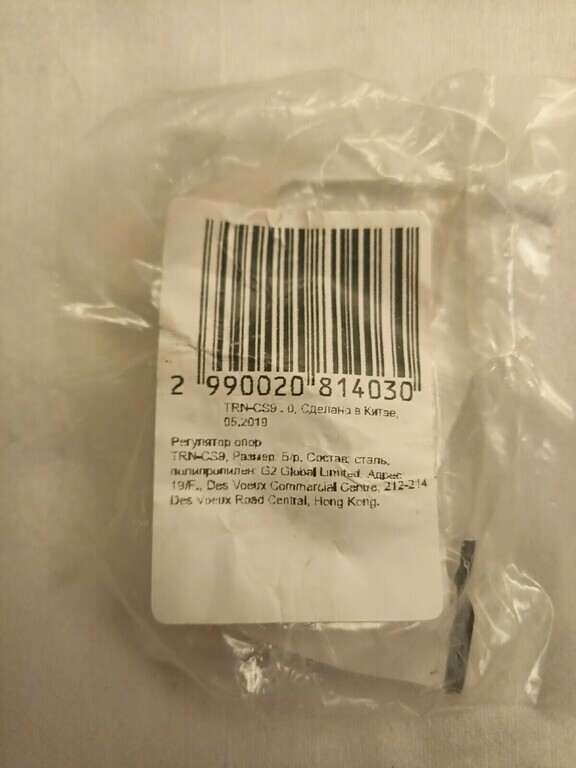 2 990020 814030
TRN-CS9 . 0, Сделано в Китае,
05,2019
Регулятор опор
TRN-CS9, Размер: Б/р, Состав: сталь,
полипропилен: G2 Global Limited. Адрес:
19/F., Des Voeux Commercial Centre, 212-214
Des Voeux Road Central, Hong Kong.